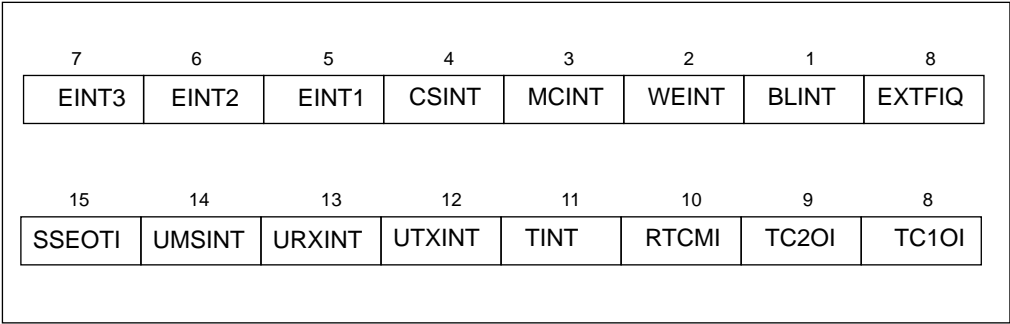 7 6 5 4 3 2 1 8
EINT3 EINT2 EINT1 CSINT MCINT WEINT BLINT EXTFIQ
15 14 13 12 11 10 9 8
SSEOTI UMSINT URXINT UTXINT TINT RTCMI TC2OI TC1OI